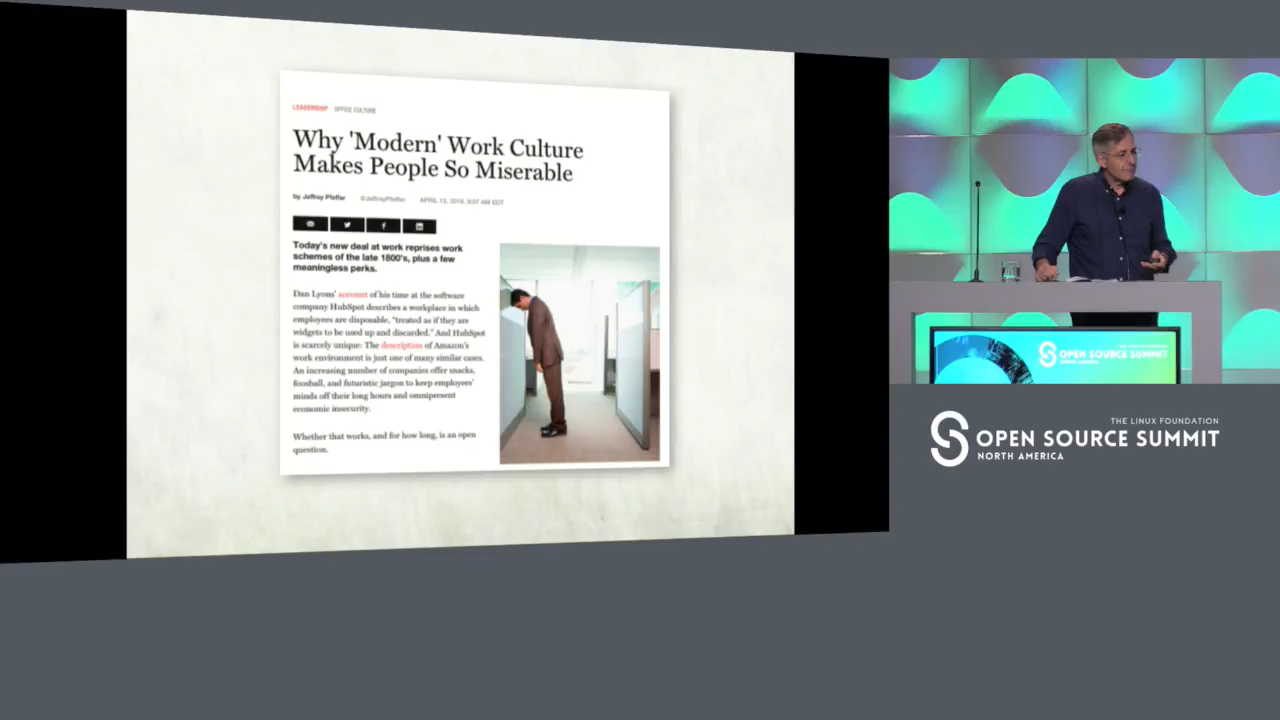 LEADERSHIP OFFICE CULTURE
Why 'Modern' Work Culture
Makes People So Miserable
by Jeffrey Pfeffer @JeffreyPfeffer APRIL 12, 2016, 9:07 AM EDT
Today's new deal at work reprises work
schemes of the late 1800's, plus a few
meaningless perks.
Dan Lyons' account of his time at the software
company HubSpot describes a workplace in which
employees are disposable, "treated as if they are
widgets to be used up and discarded." And HubSpot
is scarcely unique: The description of Amazon's
work environment is just one of many similar cases.
An increasing number of companies offer snacks,
foosball, and futuristic jargon to keep employees'
minds off their long hours and omnipresent
economic insecurity.
Whether that works, and for how long, is an open
question.
OPEN SOURCE SUMMIT
THE LINUX FOUNDATION
OPEN SOURCE SUMMIT
NORTH AMERICA